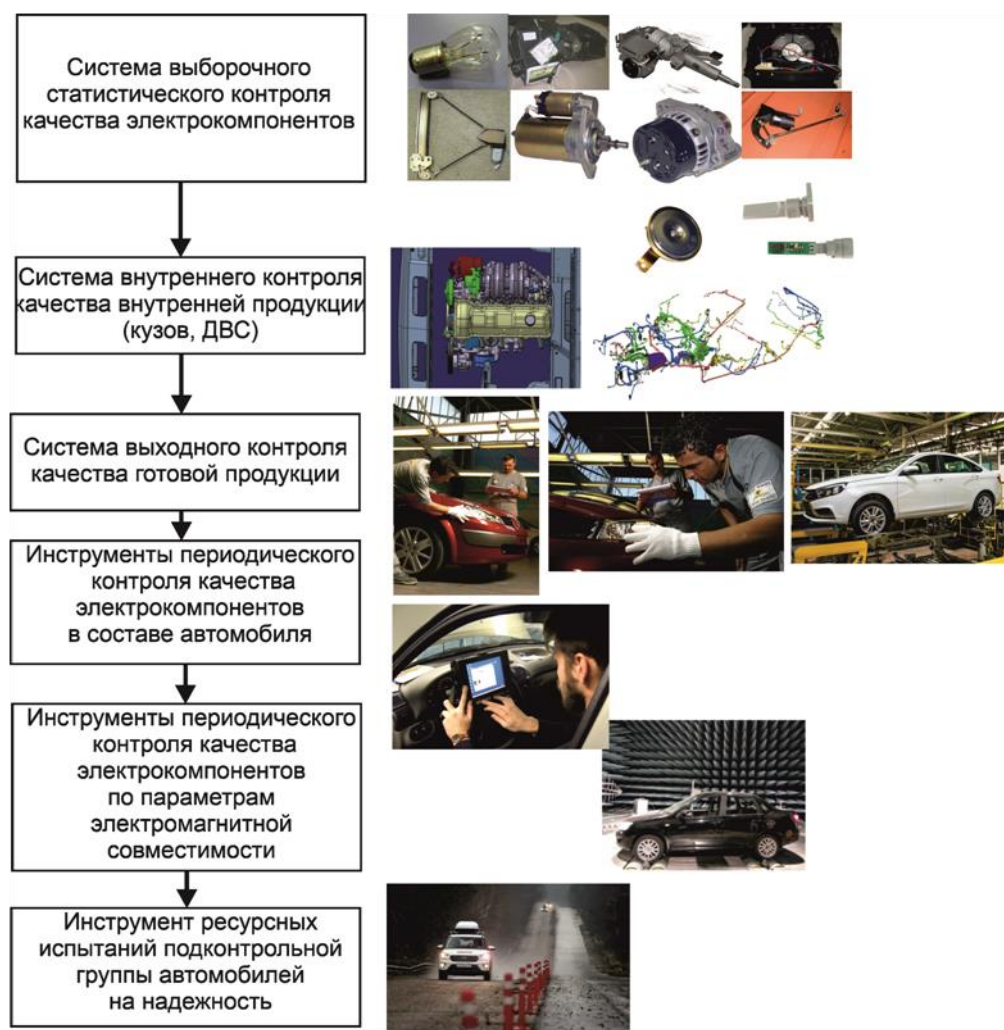 Система выборочного
статистического контроля
качества электрокомпонентов
Система внутреннего контроля
качества внутренней продукции
(кузов, ДВС)
Система выходного контроля
качества готовой продукции
Инструменты периодического
контроля качества
электрокомпонентов
в составе автомобиля
Инструменты периодического
контроля качества
электрокомпонентов
по параметрам
электромагнитной
совместимости
Инструмент ресурсных
испытаний подконтрольной
группы автомобилей
на надежность